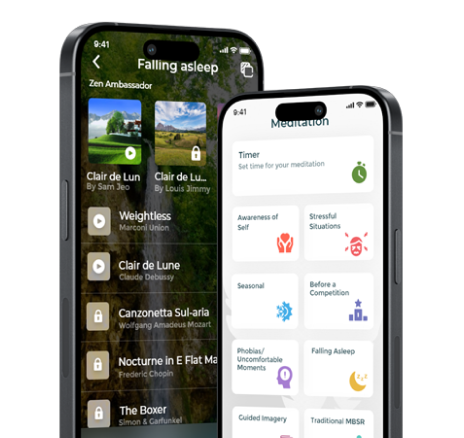 9:41
Falling asleep
Zen Ambassador
Clair de Lun
By Sam Jeo
Clair de Lu...
By Louis Jimmy
Weightless
Marconi Union
Clair de Lune
Claude Debussy
Canzonetta Sul-aria
Wolfgang Amadeus Mozart
Nocturne in E Flat Ma
Frederic Chopin
The Boxer
Simon & Garfunkel
9:41
Meditation
Timer
Set time for your meditation
Awareness of
Self
Stressful
Situations
Seasonal
Before a
Competition
Phobias/
Uncomfortable
Moments
Falling Asleep
Guided Imagery
Traditional MBSR